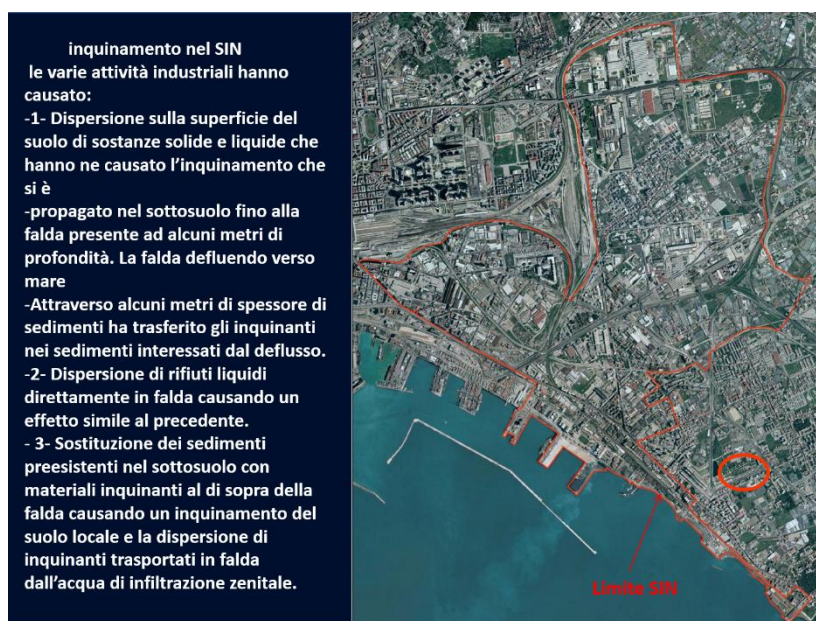 inquinamento nel SIN
le varie attività industriali hanno
causato:
-1- Dispersione sulla superficie del
suolo di sostanze solide e liquide che
hanno ne causato l’inquinamento che
si è
-propagato nel sottosuolo fino alla
falda presente ad alcuni metri di
profondità. La falda defluendo verso
mare
-Attraverso alcuni metri di spessore di
sedimenti ha trasferito gli inquinanti
nei sedimenti interessati dal deflusso.
-2- Dispersione di rifiuti liquidi
direttamente in falda causando un
effetto simile al precedente.
- 3- Sostituzione dei sedimenti
preesistenti nel sottosuolo con
materiali inquinanti al di sopra della
falda causando un inquinamento del
suolo locale e la dispersione di
inquinanti trasportati in falda
dall’acqua di infiltrazione zenitale.
Limite SIN